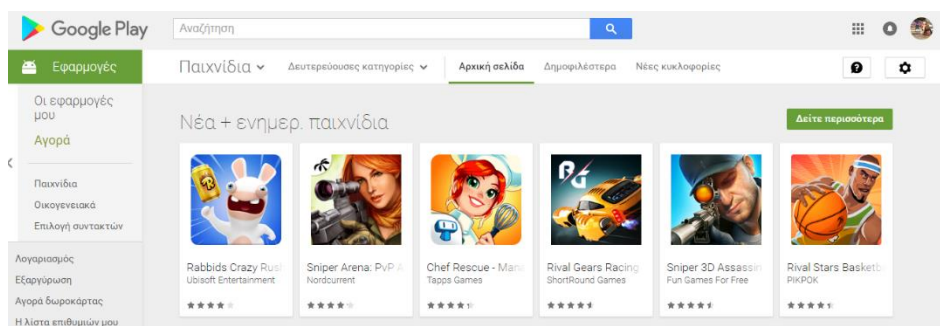 Google Play
Αναζήτηση
Εφαρμογές
Παιχνίδια
Δευτερεύουσες κατηγορίες
Αρχική σελίδα
Δημοφιλέστερα
Νέες κυκλοφορίες
Οι εφαρμογές
μου
Αγορά
Παιχνίδια
Οικογενειακά
Επιλογή συντακτών
Λογαριασμός
Εξαργύρωση
Αγορά δωροκάρτας
Η λίστα επιθυμιών μου
Νέα + ενημερ. παιχνίδια
Δείτε περισσότερα
Rabbids Crazy Rush
Ubisoft Entertainment
Sniper Arena: PvP A
Nordcurrent
Chef Rescue - Mana
Tapps Games
RG
Rival Gears Racing
ShortRound Games
Sniper 3D Assassin
Fun Games For Free
Rival Stars Basketb
PIKPOK